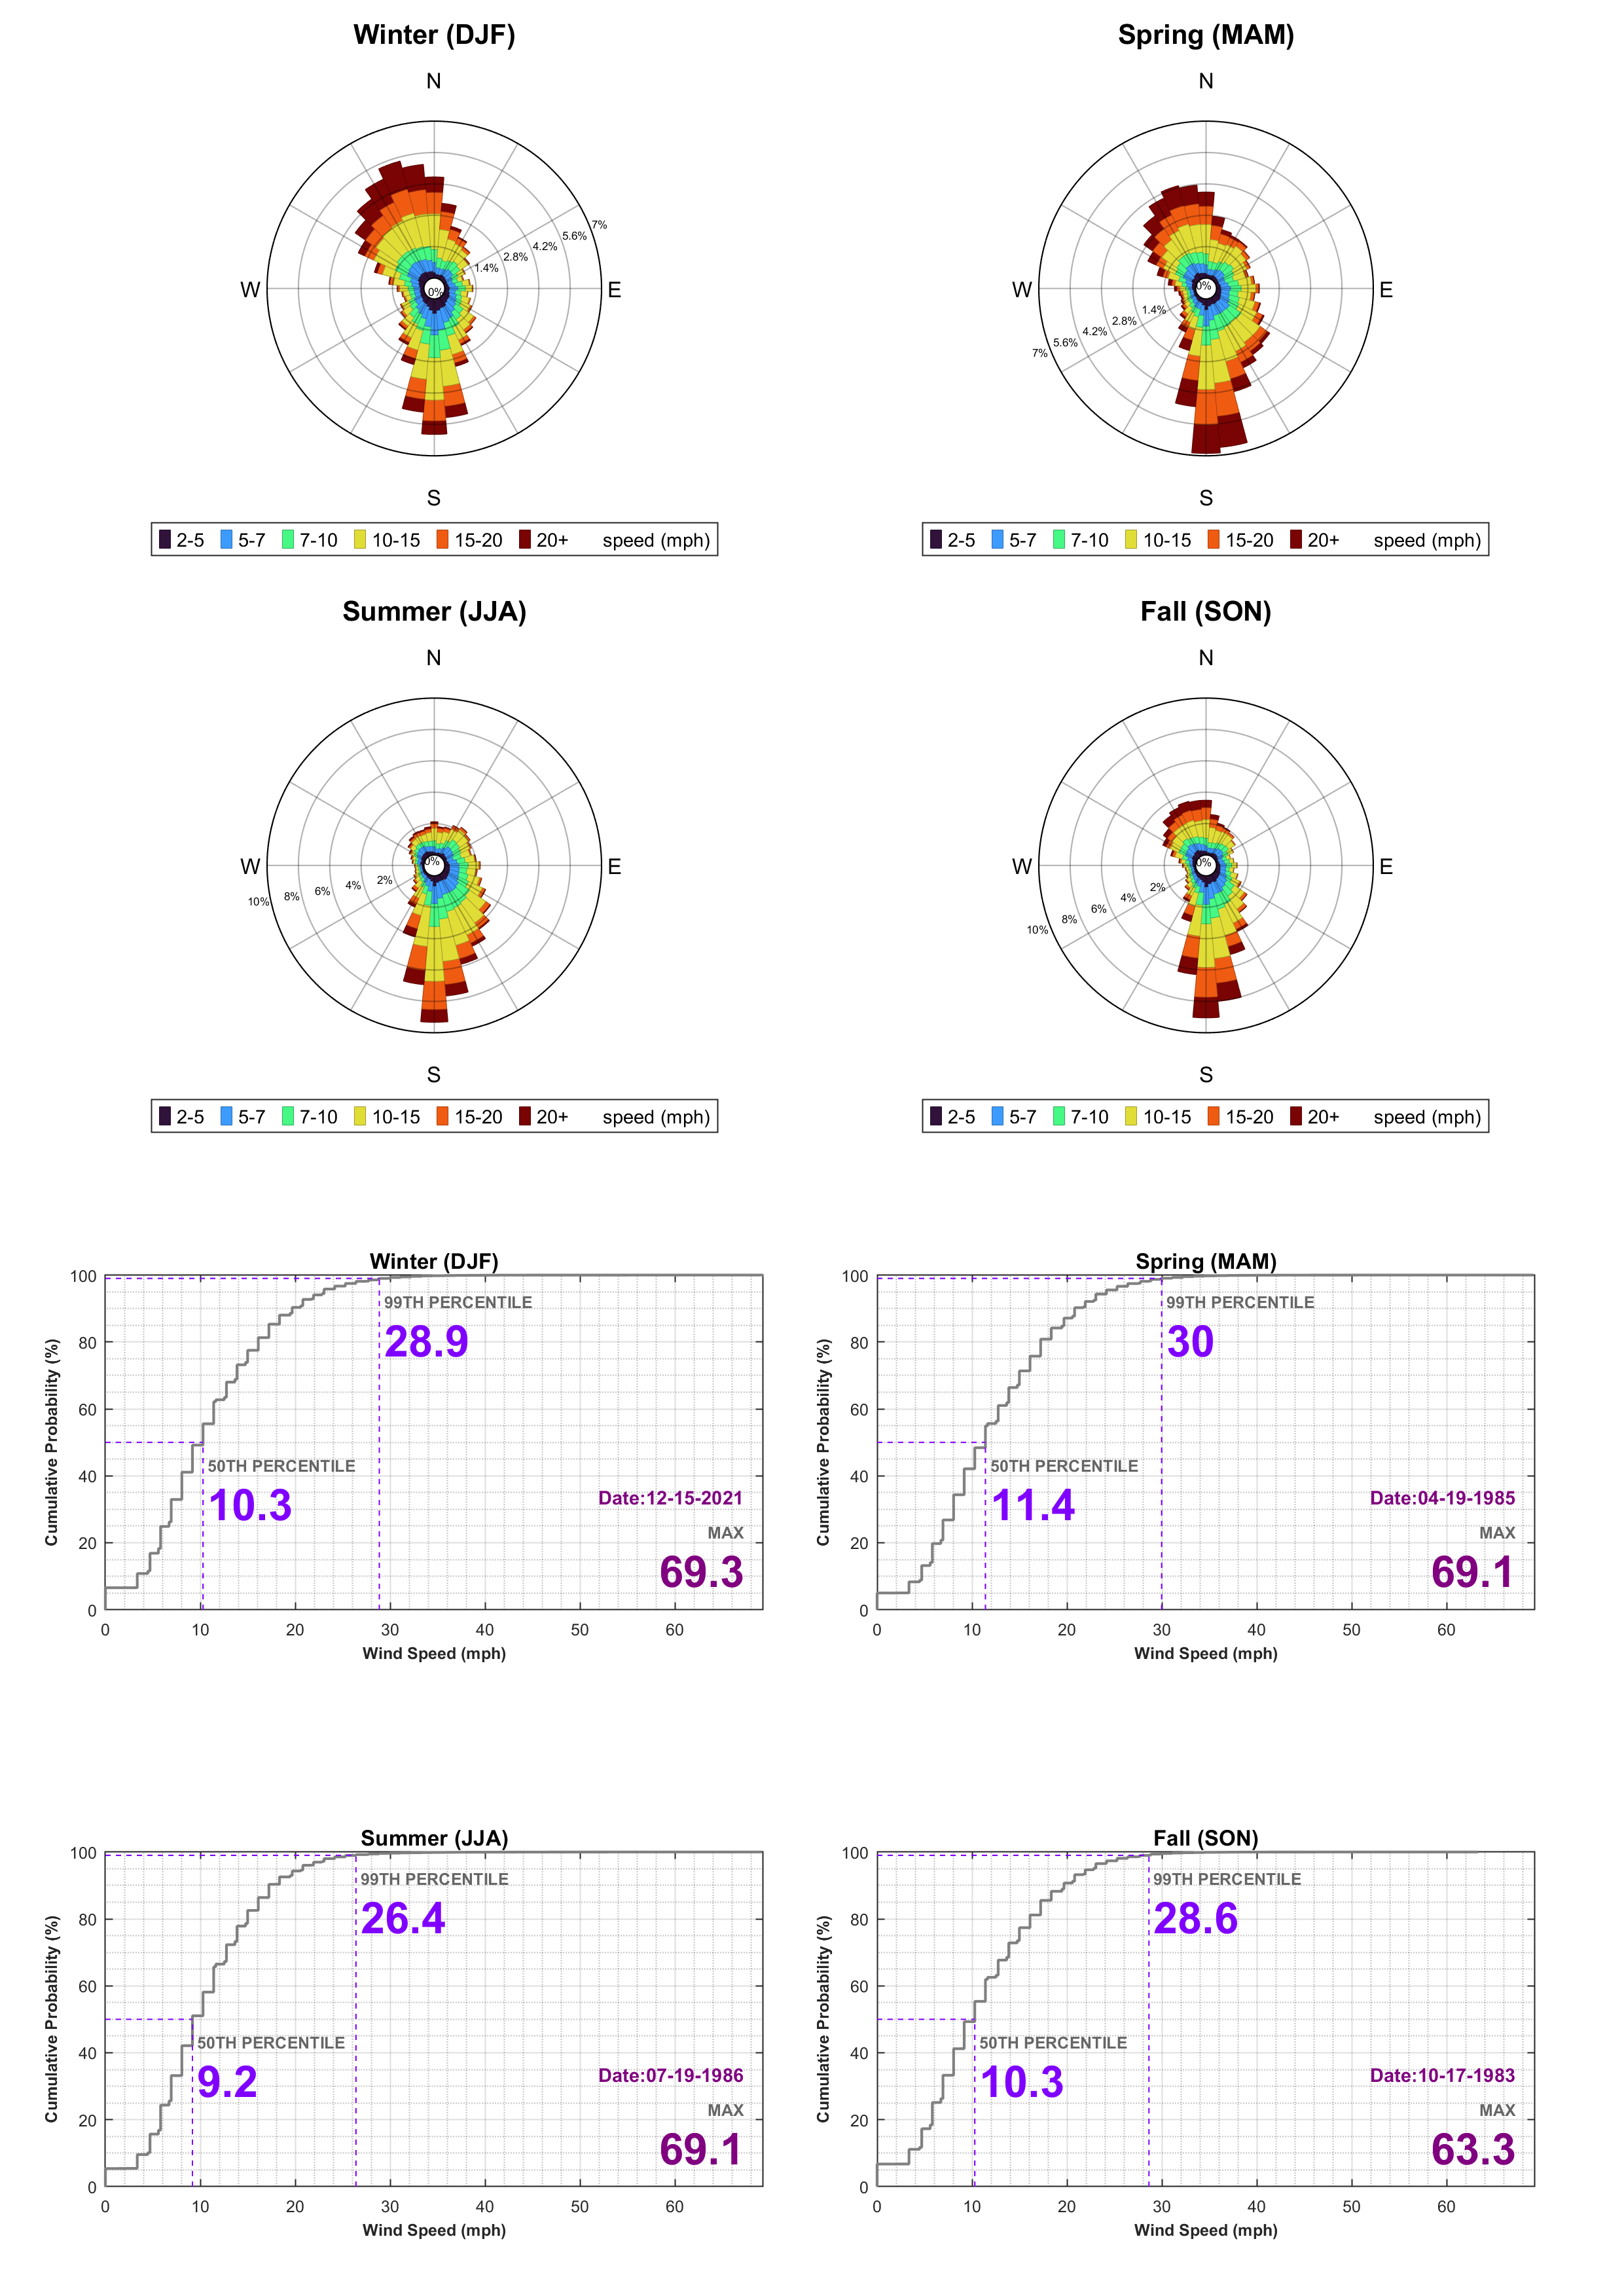 Winter (DJF)
N
7%
5.6%
4.2%
2.8%
1.4%
0%
W
E
S
2-5 5-7 7-10 10-15 15-20 20+ speed (mph)
Spring (MAM)
N
W
0%
E
1.4%
2.8%
4.2%
5.6%
7%
S
2-5 5-7 7-10 10-15 15-20 20+ speed (mph)
Summer (JJA)
N
W
0%
E
2%
4%
6%
8%
10%
S
2-5 5-7 7-10 10-15 15-20 20+ speed (mph)
Fall (SON)
N
W
0%
E
2%
4%
6%
8%
10%
S
2-5 5-7 7-10 10-15 15-20 20+ speed (mph)
Winter (DJF)
Cumulative Probability (%)
100
80
60
40
20
0
99TH PERCENTILE
28.9
50TH PERCENTILE
10.3
Date:12-15-2021
MAX
69.3
0 10 20 30 40 50 60
Wind Speed (mph)
Spring (MAM)
Cumulative Probability (%)
100
80
60
40
20
0
99TH PERCENTILE
30
50TH PERCENTILE
11.4
Date:04-19-1985
MAX
69.1
0 10 20 30 40 50 60
Wind Speed (mph)
Summer (JJA)
Cumulative Probability (%)
100
80
60
40
20
0
99TH PERCENTILE
26.4
50TH PERCENTILE
9.2
Date:07-19-1986
MAX
69.1
0 10 20 30 40 50 60
Wind Speed (mph)
Fall (SON)
Cumulative Probability (%)
100
80
60
40
20
0
99TH PERCENTILE
28.6
50TH PERCENTILE
10.3
Date:10-17-1983
MAX
63.3
0 10 20 30 40 50 60
Wind Speed (mph)